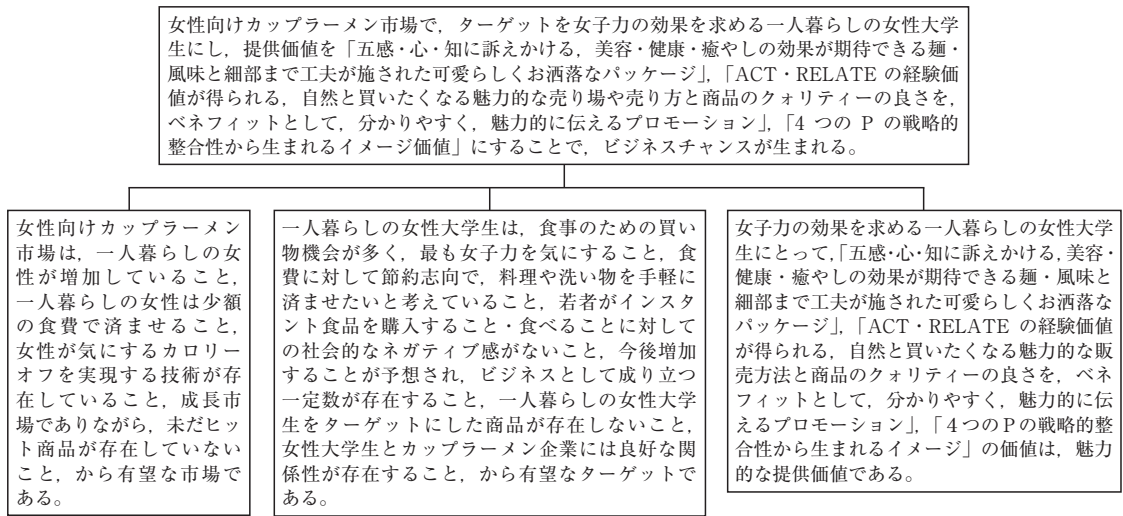 女性向けカップラーメン市場で，ターゲットを女子力の効果を求める一人暮らしの女性大学
生にし，提供価値を「五感・心・知に訴えかける，美容・健康・癒やしの効果が期待できる麺・
風味と細部まで工夫が施された可愛らしくお洒落なパッケージ」，「ACT・RELATE の経験価
値が得られる，自然と買いたくなる魅力的な売り場や売り方と商品のクォリティーの良さを，
ベネフィットとして，分かりやすく，魅力的に伝えるプロモーション」，「4 つの P の戦略的
整合性から生まれるイメージ価値」にすることで，ビジネスチャンスが生まれる。
女性向けカップラーメン
市場は，一人暮らしの女
性が増加していること，
一人暮らしの女性は少額
の食費で済ませること，
女性が気にするカロリー
オフを実現する技術が存
在していること，成長市
場でありながら，未だヒッ
ト商品が存在していない
こと，から有望な市場で
ある。
一人暮らしの女性大学生は，食事のための買い
物機会が多く，最も女子力を気にすること，食
費に対して節約志向で，料理や洗い物を手軽に
済ませたいと考えていること，若者がインスタ
ント食品を購入すること・食べることに対して
の社会的なネガティブ感がないこと，今後増加
することが予想され，ビジネスとして成り立つ
一定数が存在すること，一人暮らしの女性大学
生をターゲットにした商品が存在しないこと，
女性大学生とカップラーメン企業には良好な関
係性が存在すること，から有望なターゲットで
ある。
女子力の効果を求める一人暮らしの女性大学
生にとって，「五感・心・知に訴えかける，美容・
健康・癒やしの効果が期待できる麺・風味と
細部まで工夫が施された可愛らしくお洒落な
パッケージ」，「ACT・RELATE の経験価値
が得られる，自然と買いたくなる魅力的な販
売方法と商品のクォリティーの良さを，ベネ
フィットとして，分かりやすく，魅力的に伝
えるプロモーション」，「4つのPの戦略的整
合性から生まれるイメージ」の価値は，魅力
的な提供価値である。